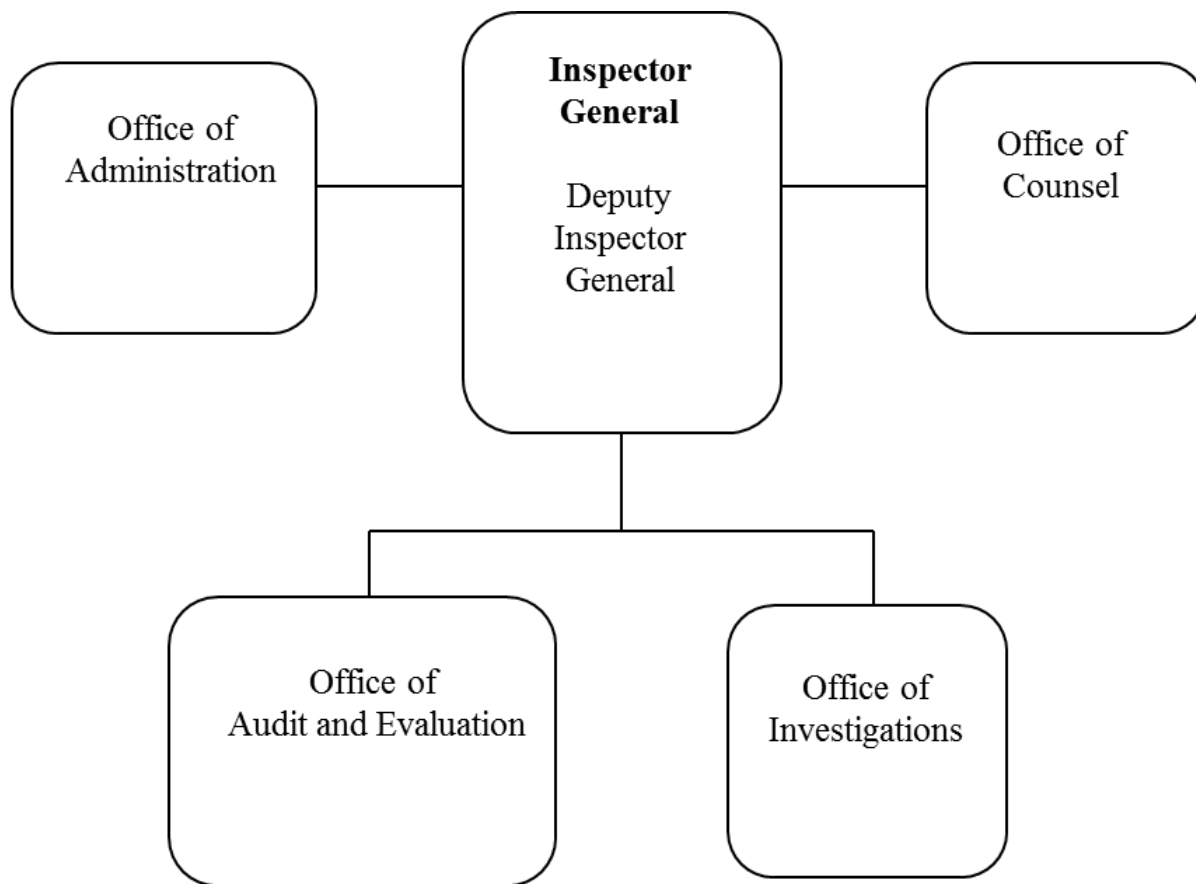 Inspector
General
Deputy
Inspector
General
Office of
Administration
Office of
Counsel
Office of
Audit and Evaluation
Office of
Investigations